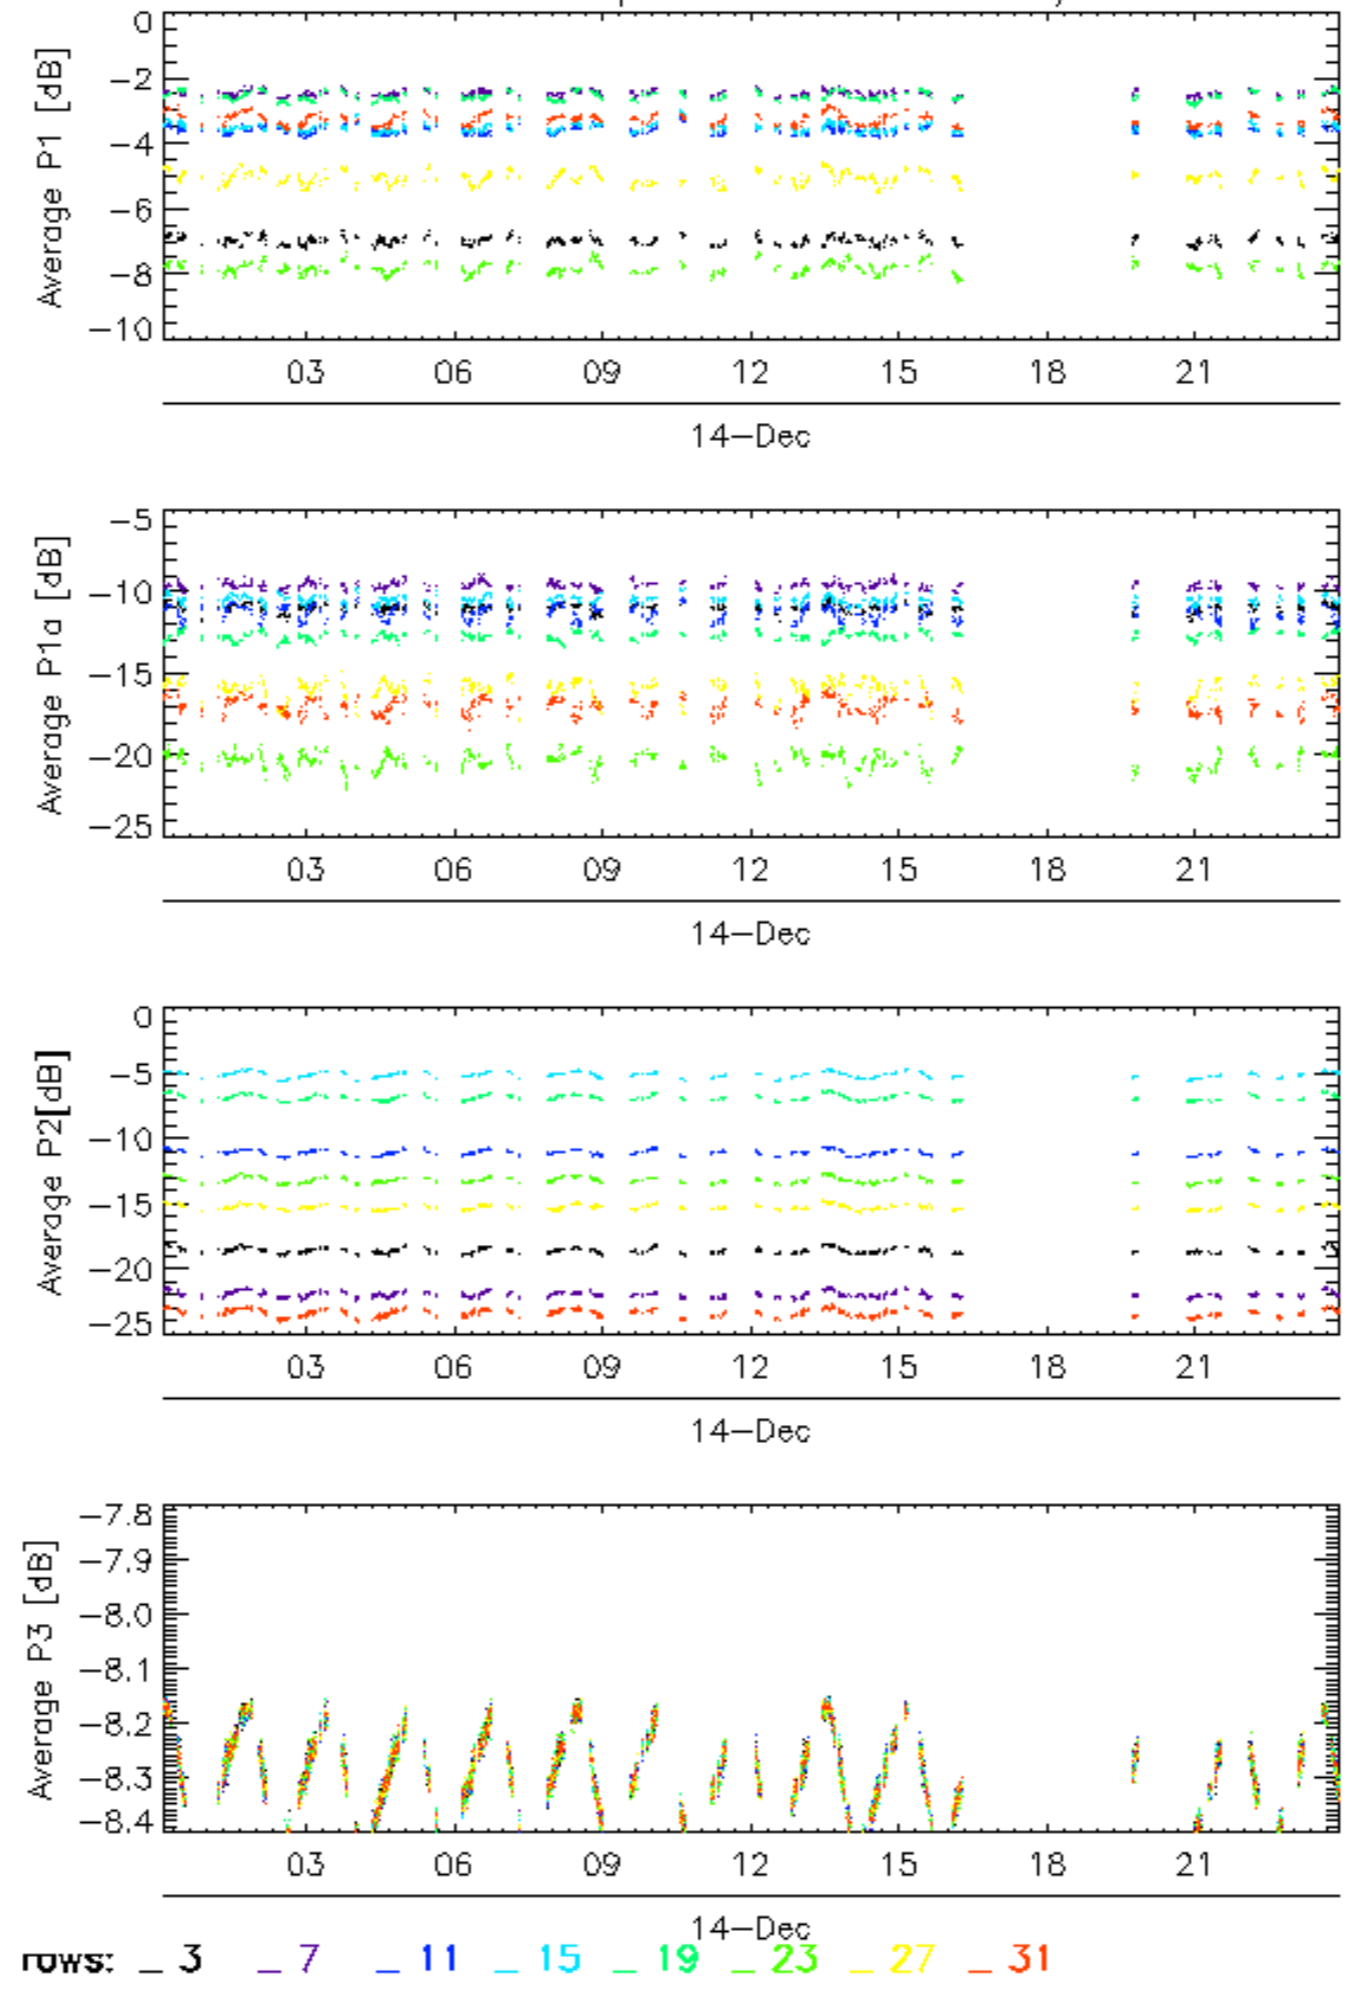 0
Average P1 [dB]
−2
−4
−6
−8
−10
03 06 09 12 15 18 21
14−Dec
−5
Average P1a [dB]
−10
−15
−20
−25
03 06 09 12 15 18 21
14−Dec
0
Average P2[dB]
−5
−10
−15
−20
−25
03 06 09 12 15 18 21
14−Dec
−7.8
Average P3 [dB]
−7.9
−8.0
−8.1
−8.2
−8.3
−8.4
03 06 09 12 15 18 21
14−Dec
rows: _ 3 _ 7 _ 11 _ 15 _ 19 _ 23 _ 27 _ 31